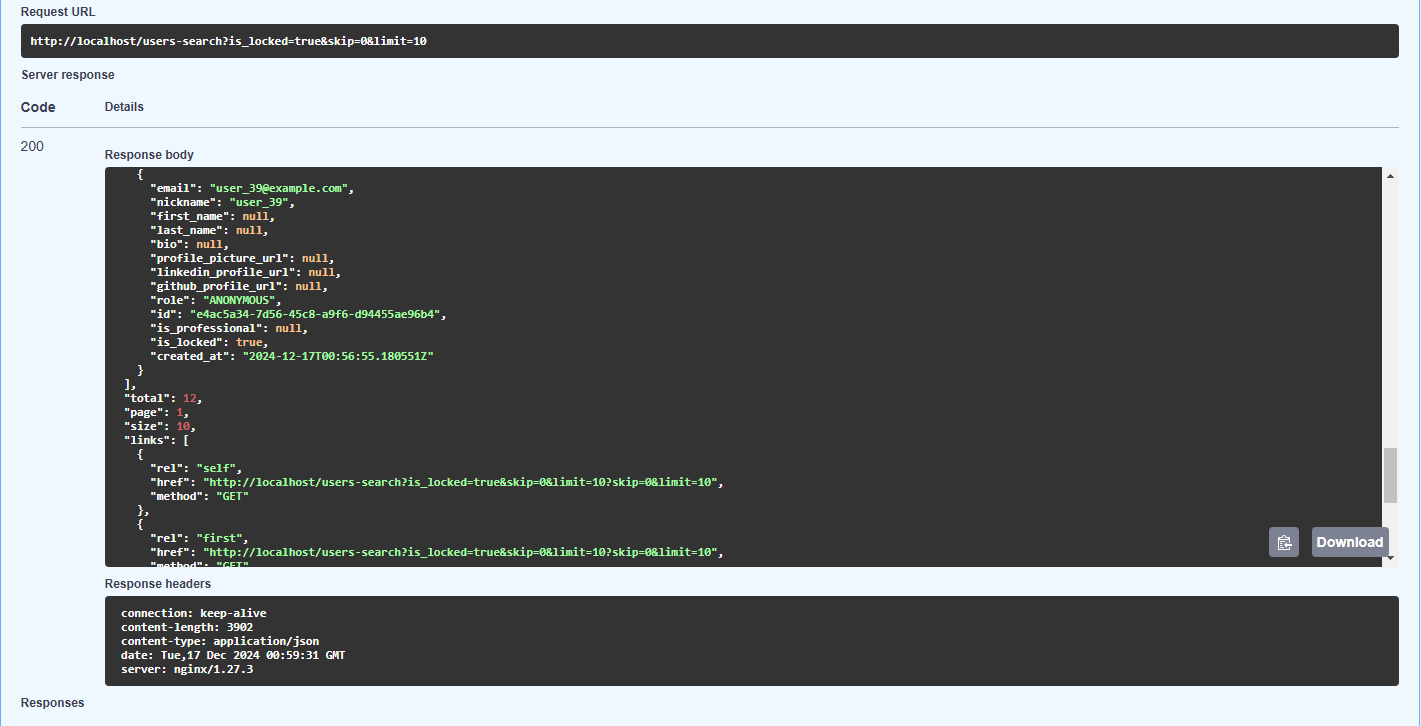 Request URL
http://localhost/users-search?is_locked=true&skip=0&limit=10
Server response
Code Details
200
Response body
{
"email": "user_39@example.com",
"nickname": "user_39",
"first_name": null,
"last_name": null,
"bio": null,
"profile_picture_url": null,
"linkedin_profile_url": null,
"github_profile_url": null,
"role": "ANONYMOUS",
"id": "e4ac5a34-7d56-45c8-a9f6-d94455ae96b4",
"is_professional": null,
"is_locked": true,
"created_at": "2024-12-17T00:56:55.180551Z"
}
],
"total": 12,
"page": 1,
"size": 10,
"links": [
{
"rel": "self",
"href": "http://localhost/users-search?is_locked=true&skip=0&limit=10?skip=0&limit=10",
"method": "GET"
},
{
"rel": "first",
"href": "http://localhost/users-search?is_locked=true&skip=0&limit=10?skip=0&limit=10",
"method": "GET"
Download
Response headers
connection: keep-alive
content-length: 3902
content-type: application/json
date: Tue,17 Dec 2024 00:59:31 GMT
server: nginx/1.27.3
Responses